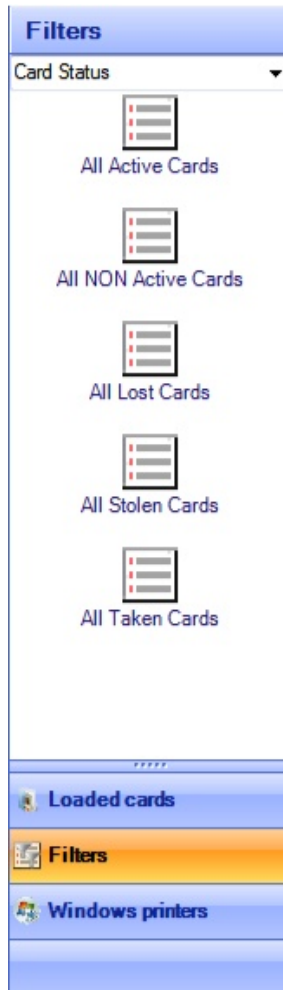 Filters
Card Status
All Active Cards
All NON Active Cards
All Lost Cards
All Stolen Cards
All Taken Cards
Loaded cards
Filters
Windows printers